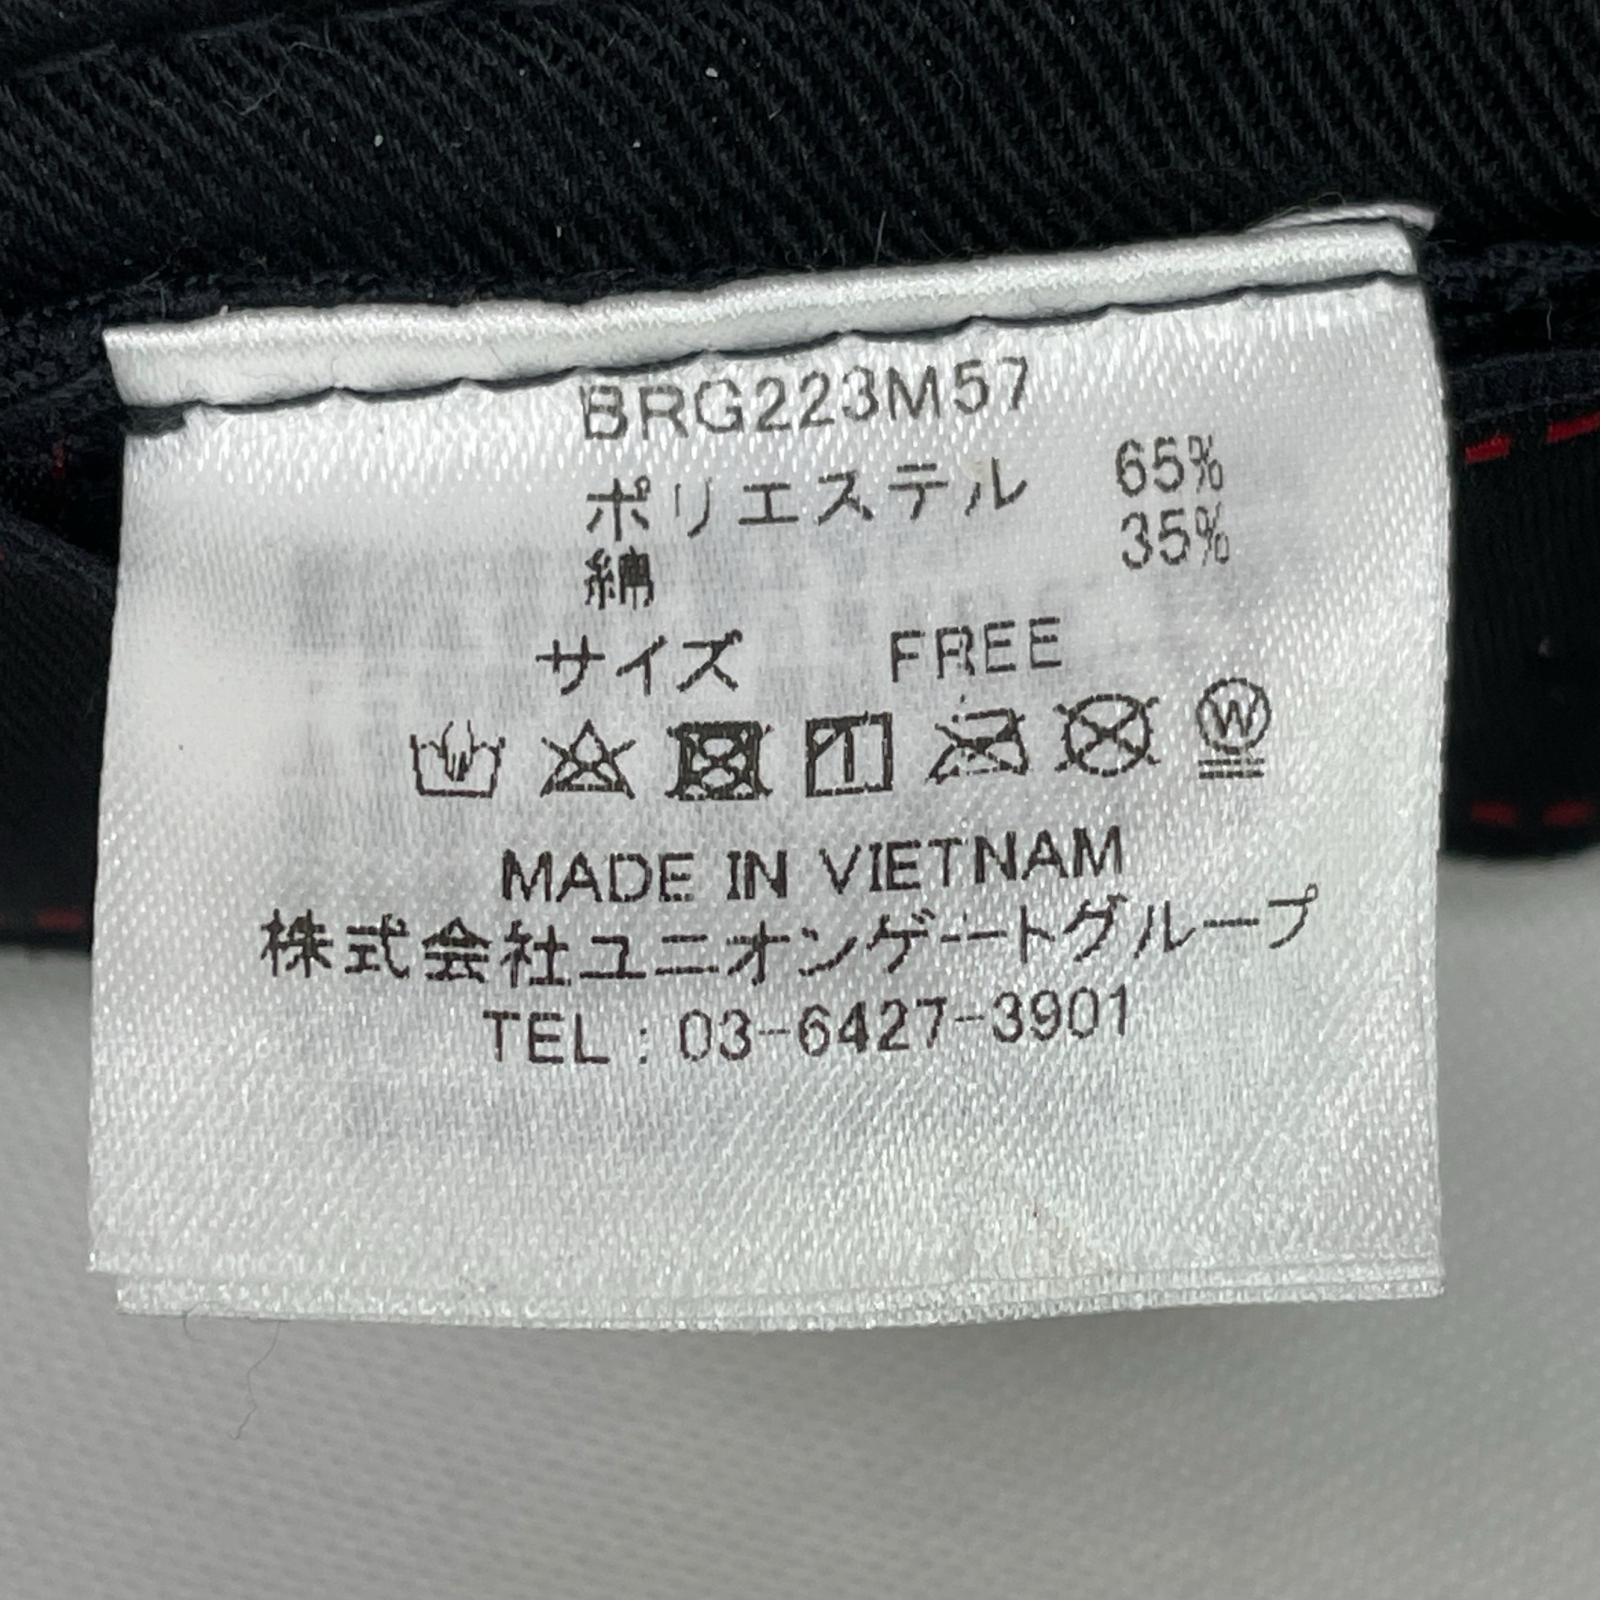 BRG223M57
ポリエステル 65%
綿 35%
サイズ FREE
W
MADE IN VIETNAM
株式会社ユニオンゲートグループ
TEL : 03-6427-3901